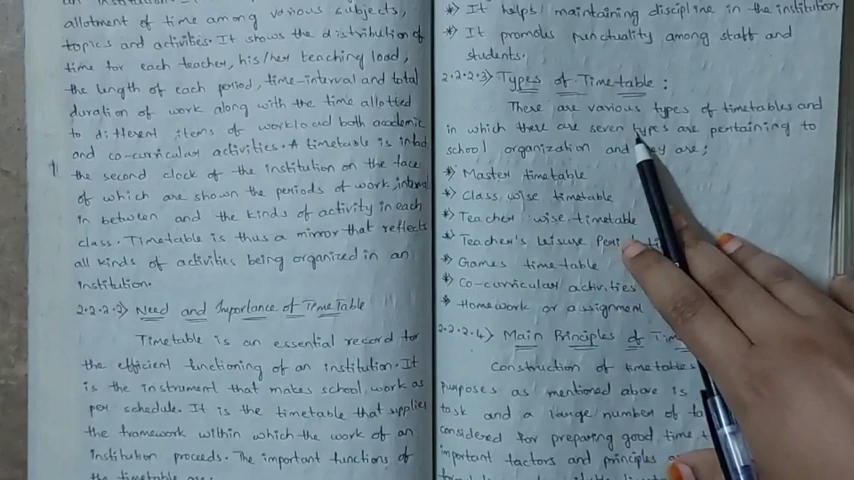 allotment of time among various subjects,
topics and activities. It shows the distribution of
time for each teacher, his/her teaching load,
the length of each period, time-interval and total
duration of work along with the time allotted
to different items of workload both academic
and co-curricular activities. A timetable is infact
the second clock of the institution on the face
of which are shown the periods of work, interval
in between and the kinds of activity in each
class. Timetable is thus a mirror that reflects
all kinds of activities being organized in an
institution.
2.2.2.2) Need and Importance of TimeTable
Timetable is an essential record for
the efficient functioning of an institution. It
is the instrument that makes school work as
per schedule. It is the timetable that supplies
the framework within which the work of an
institution proceeds. The important functions of
the timetable are:
*) It helps maintaining discipline in the institution
*) It promotes punctuality among staff and
students.
2.2.2.3) Types of Timetable :
There are various types of timetables and
in which there are seven types are pertaining to
school organization and they are;
*) Master timetable
*) Class wise timetable
*) Teacher wise timetable
*) Teacher's Leisure Peri
*) Games time table
*) Co-curricular activities
*) Homework or assignment
2.2.2.4) Main Principles of Tim
Construction of timetables
purposes as mentioned above is
task and a large number of
considered for preparing good time
important factors and principles